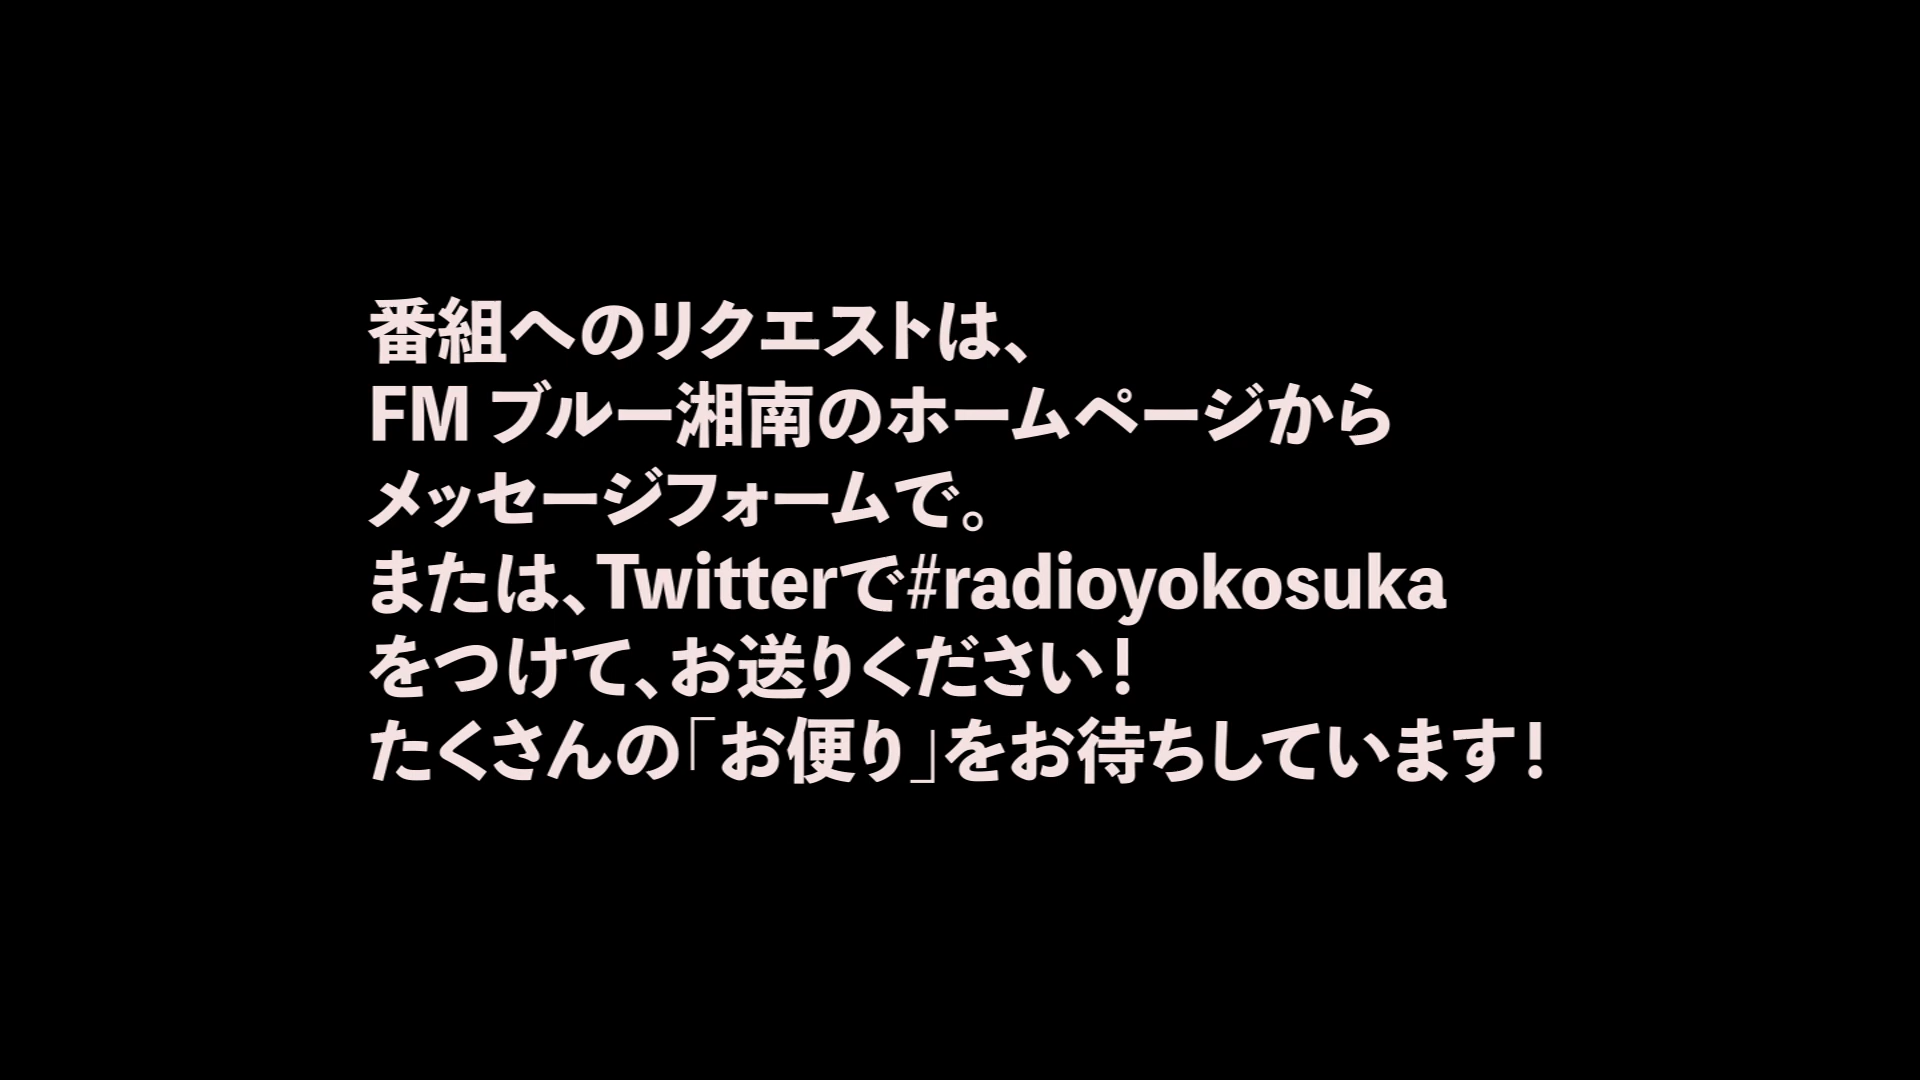 番組へのリクエストは、
FM ブルー湘南のホームページから
メッセージフォームで。
または、Twitterで#radioyokosuka
をつけて、お送りください！
たくさんの「お便り」をお待ちしています！